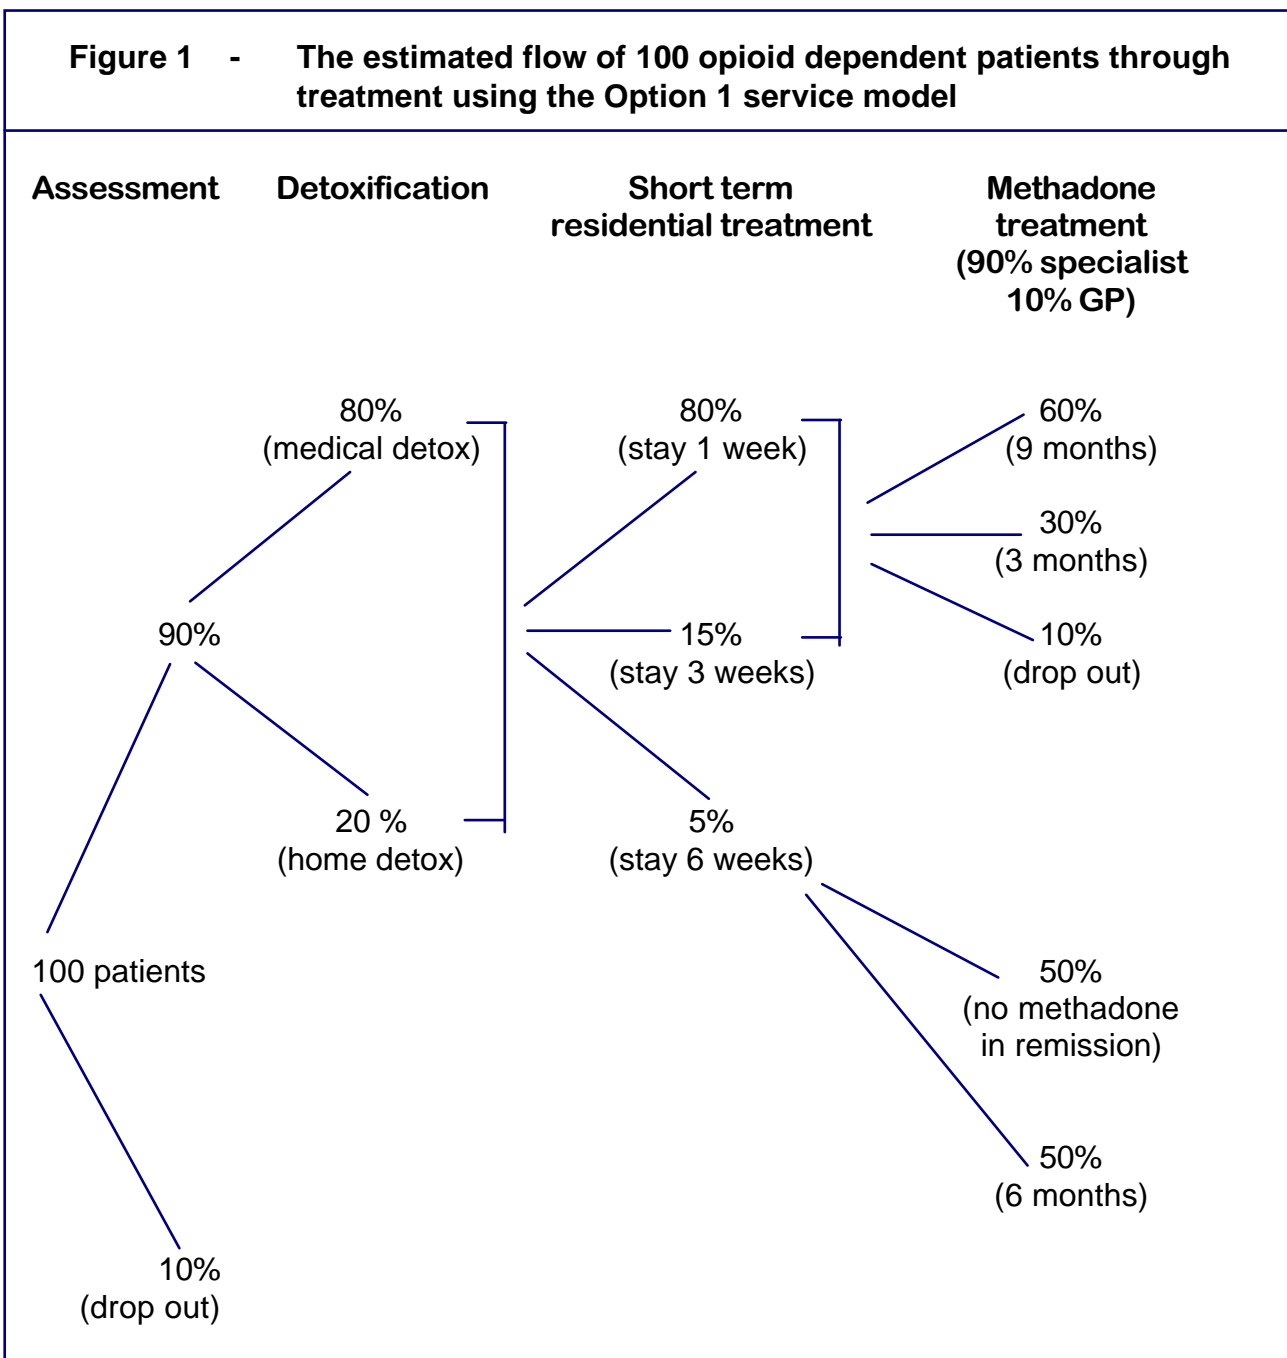 Figure 1 - The estimated flow of 100 opioid dependent patients through
treatment using the Option 1 service model
Assessment
Detoxification
Short term
residential treatment
Methadone
treatment
(90% specialist
10% GP)
80%
(medical detox)
80%
(stay 1 week)
60%
(9 months)
30%
(3 months)
90%
15%
(stay 3 weeks)
10%
(drop out)
20 %
(home detox)
5%
(stay 6 weeks)
100 patients
50%
(no methadone
in remission)
50%
(6 months)
10%
(drop out)